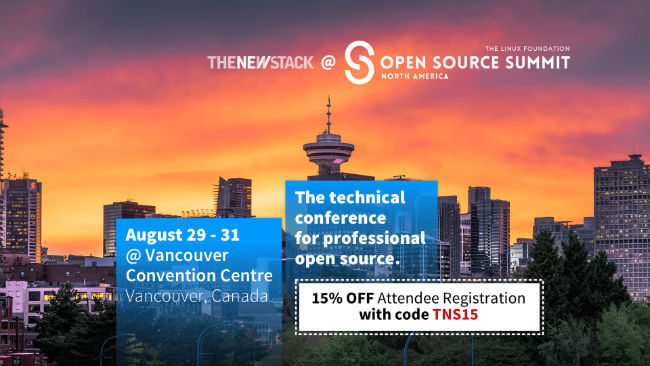 THENEWSTACK @
THE LINUX FOUNDATION
OPEN SOURCE SUMMIT
NORTH AMERICA
August 29 - 31
@ Vancouver
Convention Centre
Vancouver, Canada
The technical
conference
for professional
open source.
15% OFF Attendee Registration
with code TNS15